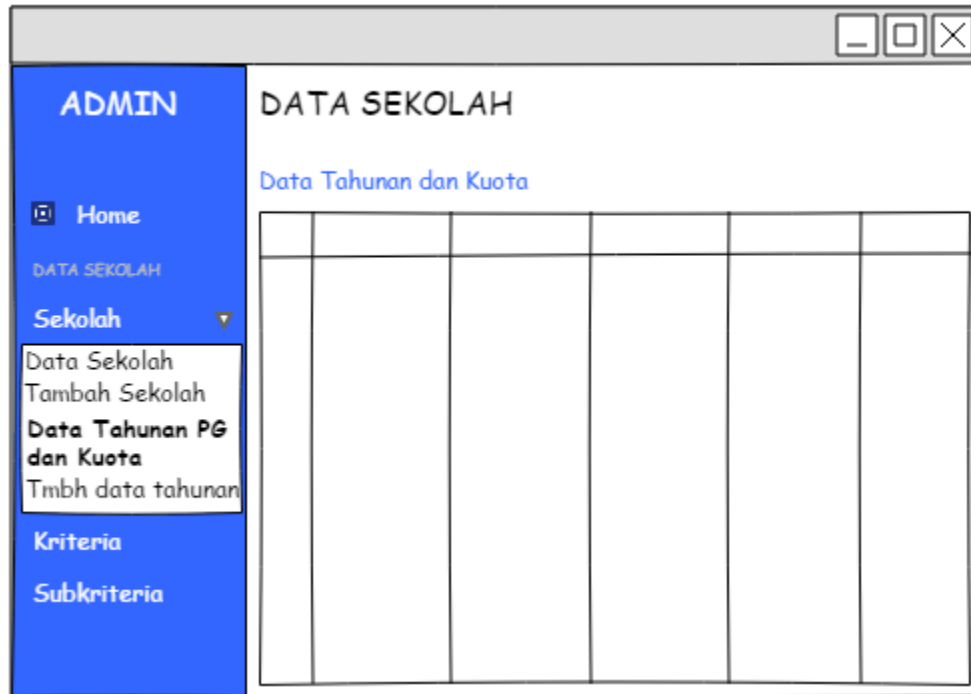 ADMIN
Home
DATA SEKOLAH
Sekolah
Data Sekolah
Tambah Sekolah
Data Tahunan PG
dan Kuota
Tmbh data tahunan
Kriteria
Subkriteria
DATA SEKOLAH
Data Tahunan dan Kuota